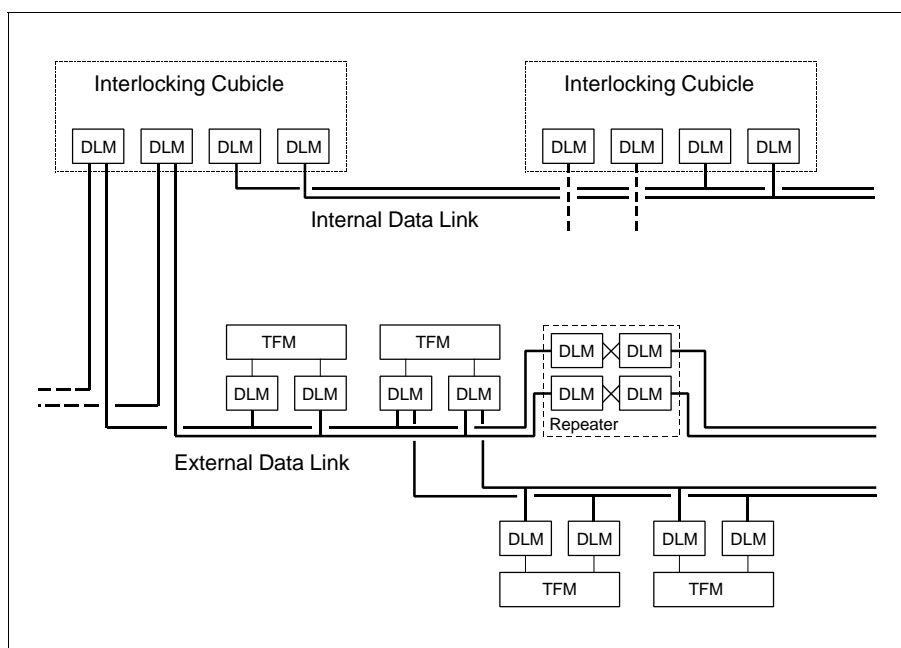 Interlocking Cubicle
Interlocking Cubicle
DLM DLM DLM DLM
DLM DLM DLM DLM
Internal Data Link
TFM
TFM
DLM DLM
DLM DLM
DLM DLM
DLM DLM
Repeater
External Data Link
DLM DLM
DLM DLM
TFM
TFM